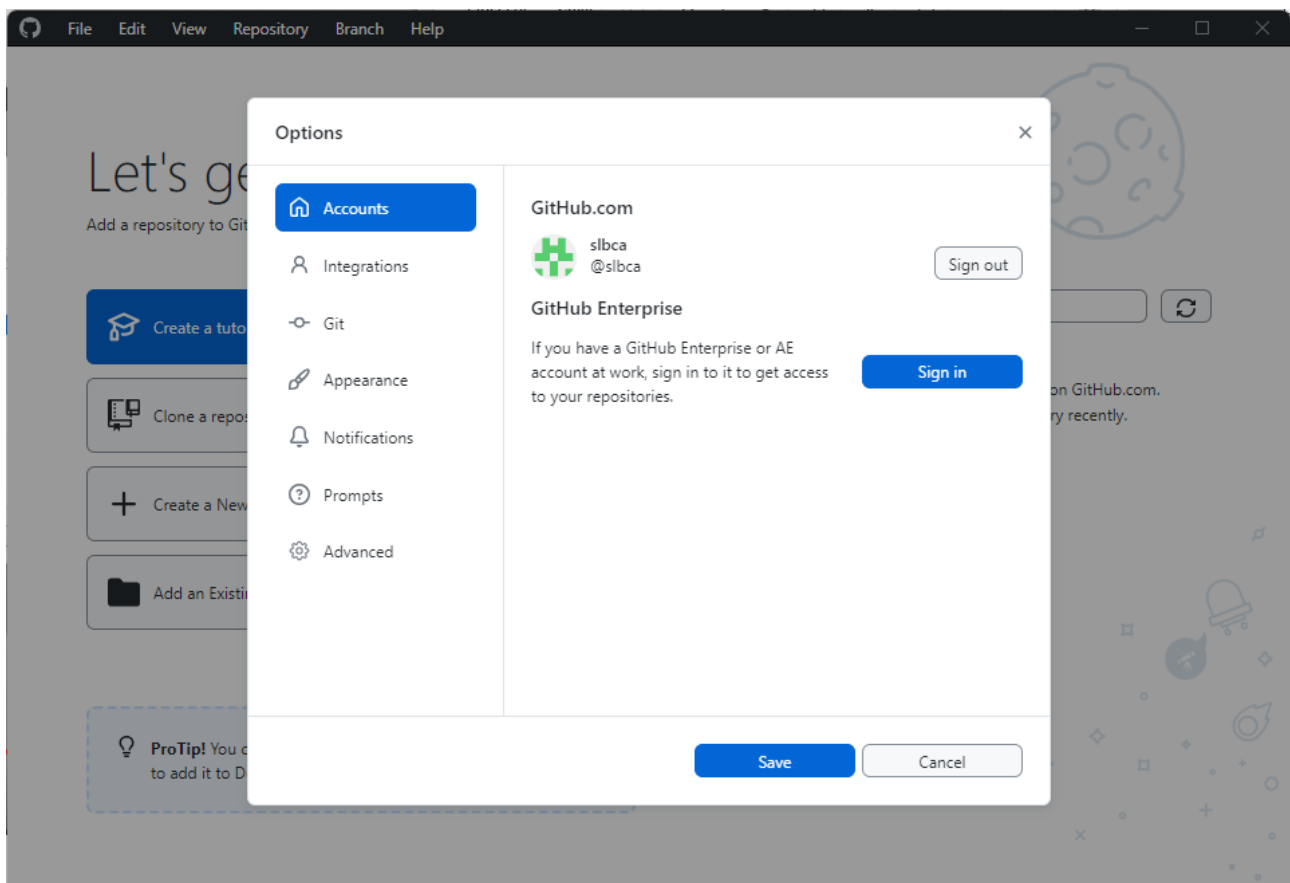 File Edit View Repository Branch Help
Let's ge
Add a repository to Git
Create a tuto
Clone a repos
Create a New
Add an Existi
ProTip! You c
to add it to D
on GitHub.com.
ry recently.
Options
Accounts
Integrations
Git
Appearance
Notifications
Prompts
Advanced
GitHub.com
slbca
@slbca
Sign out
GitHub Enterprise
If you have a GitHub Enterprise or AE
account at work, sign in to it to get access
to your repositories.
Sign in
Save
Cancel